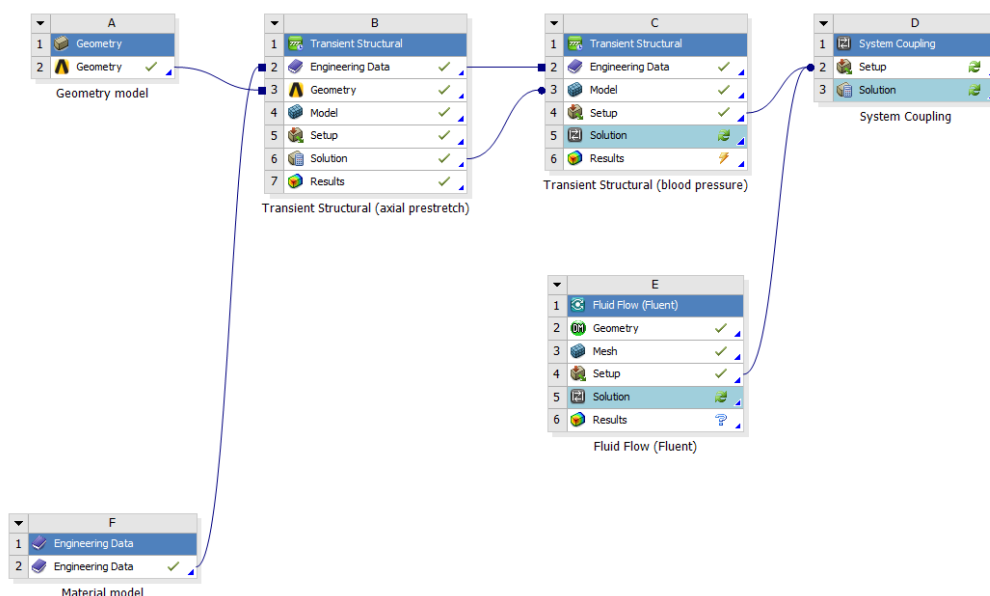 A
1 Geometry
2 Geometry
Geometry model
B
1 Transient Structural
2 Engineering Data
3 Geometry
4 Model
5 Setup
6 Solution
7 Results
Transient Structural (axial prestretch)
C
1 Transient Structural
2 Engineering Data
3 Model
4 Setup
5 Solution
6 Results
Transient Structural (blood pressure)
D
1 System Coupling
2 Setup
3 Solution
System Coupling
E
1 Fluid Flow (Fluent)
2 Geometry
3 Mesh
4 Setup
5 Solution
6 Results
Fluid Flow (Fluent)
F
1 Engineering Data
2 Engineering Data
Material model